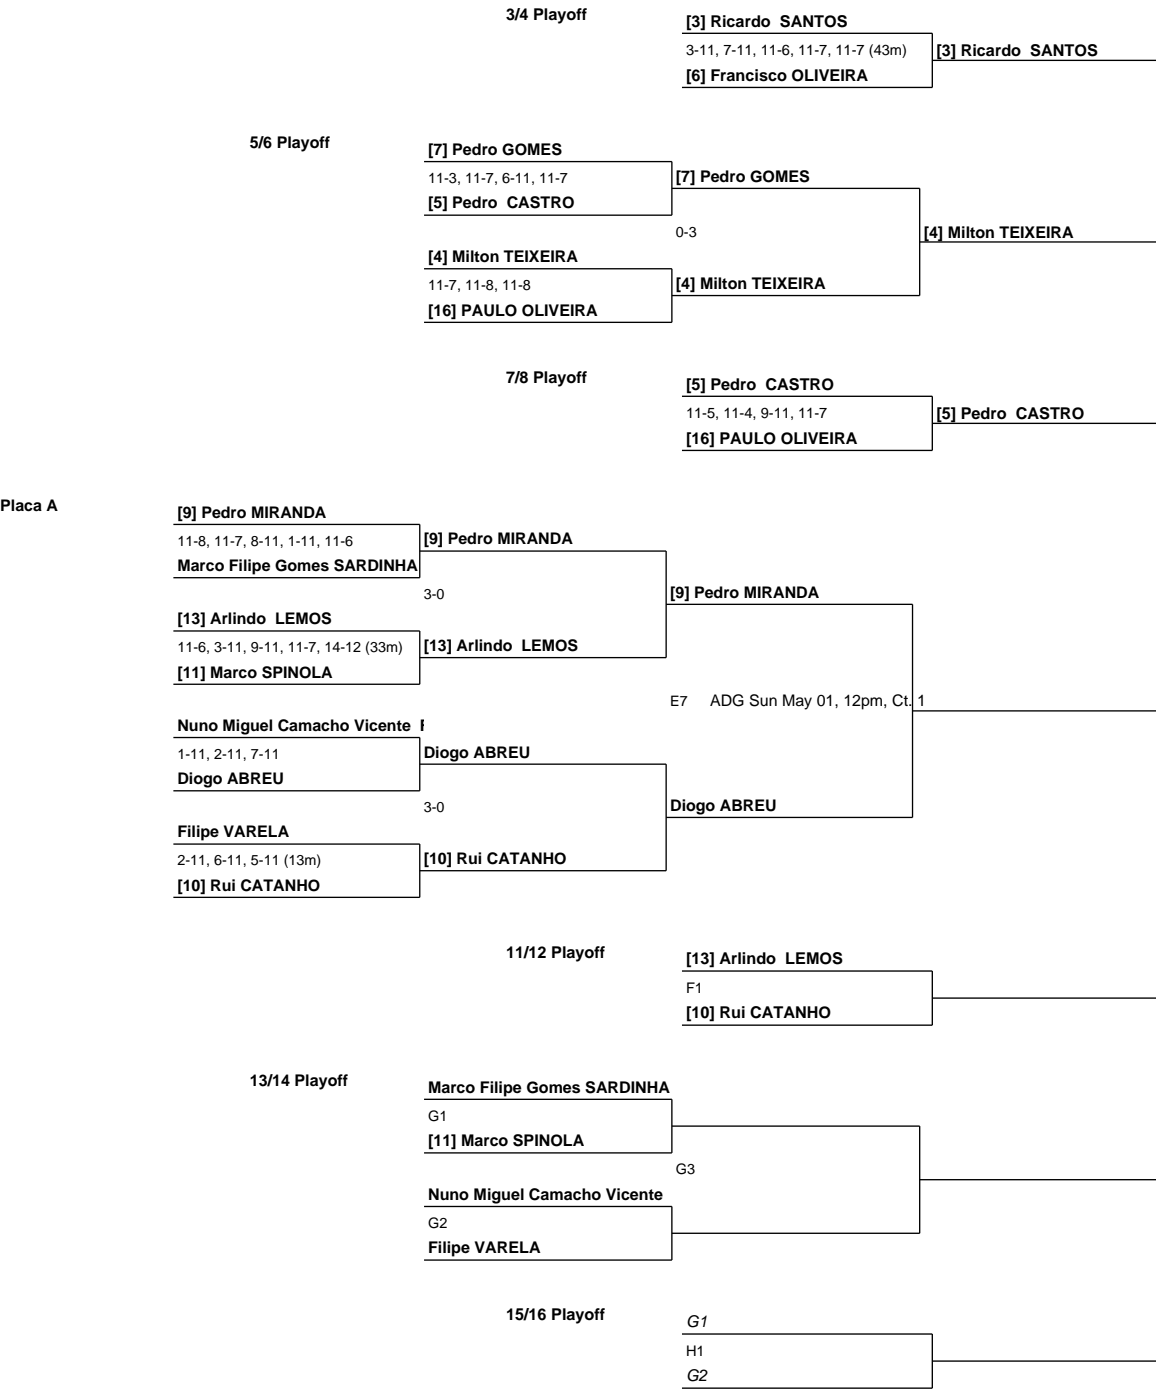 3/4 Playoff
[3] Ricardo SANTOS
3-11, 7-11, 11-6, 11-7, 11-7 (43m)
[3] Ricardo SANTOS
[6] Francisco OLIVEIRA
5/6 Playoff
[7] Pedro GOMES
11-3, 11-7, 6-11, 11-7
[7] Pedro GOMES
[5] Pedro CASTRO
0-3
[4] Milton TEIXEIRA
[4] Milton TEIXEIRA
11-7, 11-8, 11-8
[4] Milton TEIXEIRA
[16] PAULO OLIVEIRA
7/8 Playoff
[5] Pedro CASTRO
11-5, 11-4, 9-11, 11-7
[5] Pedro CASTRO
[16] PAULO OLIVEIRA
Placa A
[9] Pedro MIRANDA
11-8, 11-7, 8-11, 1-11, 11-6
[9] Pedro MIRANDA
Marco Filipe Gomes SARDINHA
3-0
[9] Pedro MIRANDA
[13] Arlindo LEMOS
11-6, 3-11, 9-11, 11-7, 14-12 (33m)
[13] Arlindo LEMOS
[11] Marco SPINOLA
E7 ADG Sun May 01, 12pm, Ct. 1
Nuno Miguel Camacho Vicente
1-11, 2-11, 7-11
Diogo ABREU
Diogo ABREU
3-0
Diogo ABREU
Filipe VARELA
2-11, 6-11, 5-11 (13m)
[10] Rui CATANHO
[10] Rui CATANHO
11/12 Playoff
[13] Arlindo LEMOS
F1
[10] Rui CATANHO
13/14 Playoff
Marco Filipe Gomes SARDINHA
G1
[11] Marco SPINOLA
G3
Nuno Miguel Camacho Vicente
G2
Filipe VARELA
15/16 Playoff
G1
H1
G2